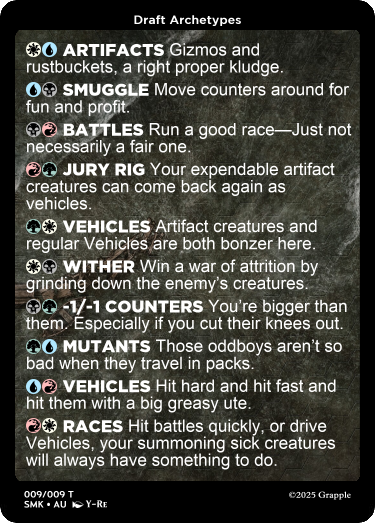 Draft Archetypes
ARTIFACTS Gizmos and
rustbuckets, a right proper kludge.
SMUGGLE Move counters around for
fun and profit.
BATTLES Run a good race—Just not
necessarily a fair one.
JURY RIG Your expendable artifact
creatures can come back again as
vehicles.
VEHICLES Artifact creatures and
regular Vehicles are both bonzer here.
WITHER Win a war of attrition by
grinding down the enemy's creatures.
-1/-1 COUNTERS You're bigger than
them. Especially if you cut their knees out.
MUTANTS Those oddboys aren't so
bad when they travel in packs.
VEHICLES Hit hard and hit fast and
hit them with a big greasy ute.
RACES Hit battles quickly, or drive
Vehicles, your summoning sick creatures
will always have something to do.
009/009 T
SMK • AU Y-Re
©2025 Grapple